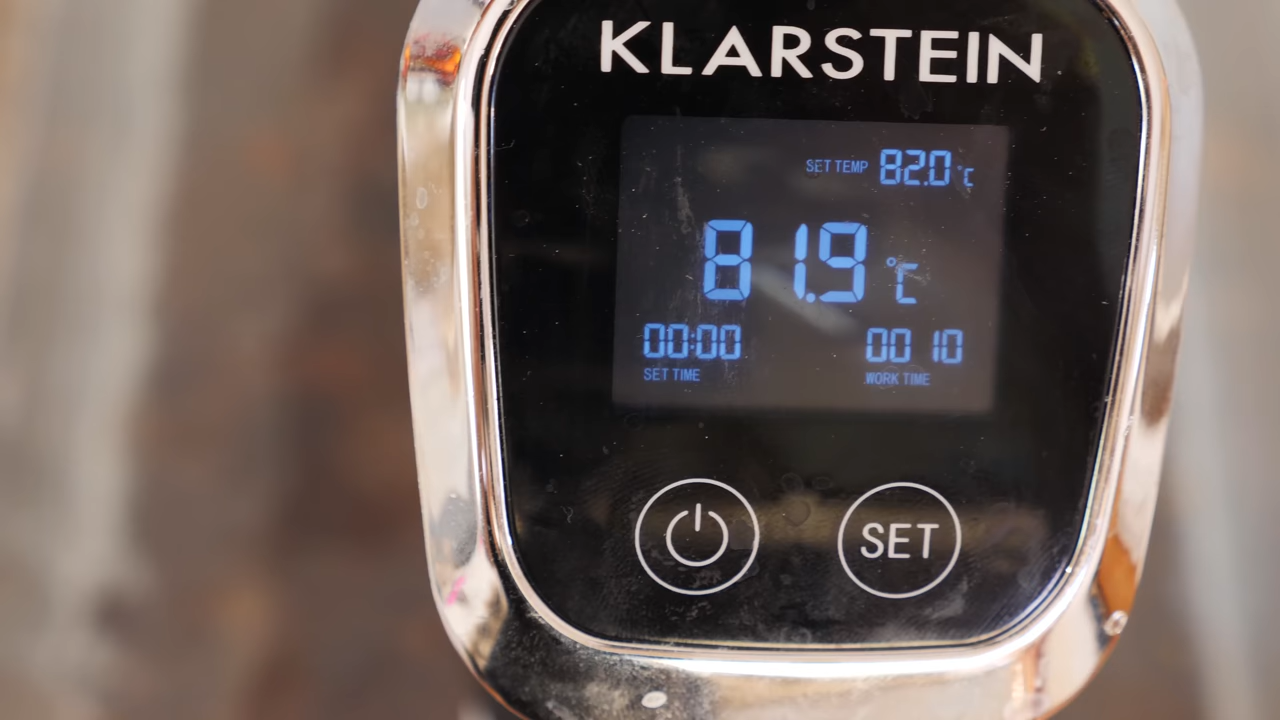 KLARSTEIN
SET TEMP 82.0 °C
81.9 °C
00:00 00 10
SET TIME WORK TIME
SET